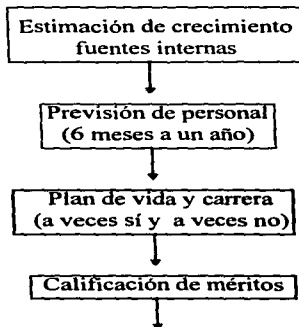 Estimación de crecimiento
fuentes internas
Previsión de personal
(6 meses a un año)
Plan de vida y carrera
(a veces sí y a veces no)
Calificación de méritos